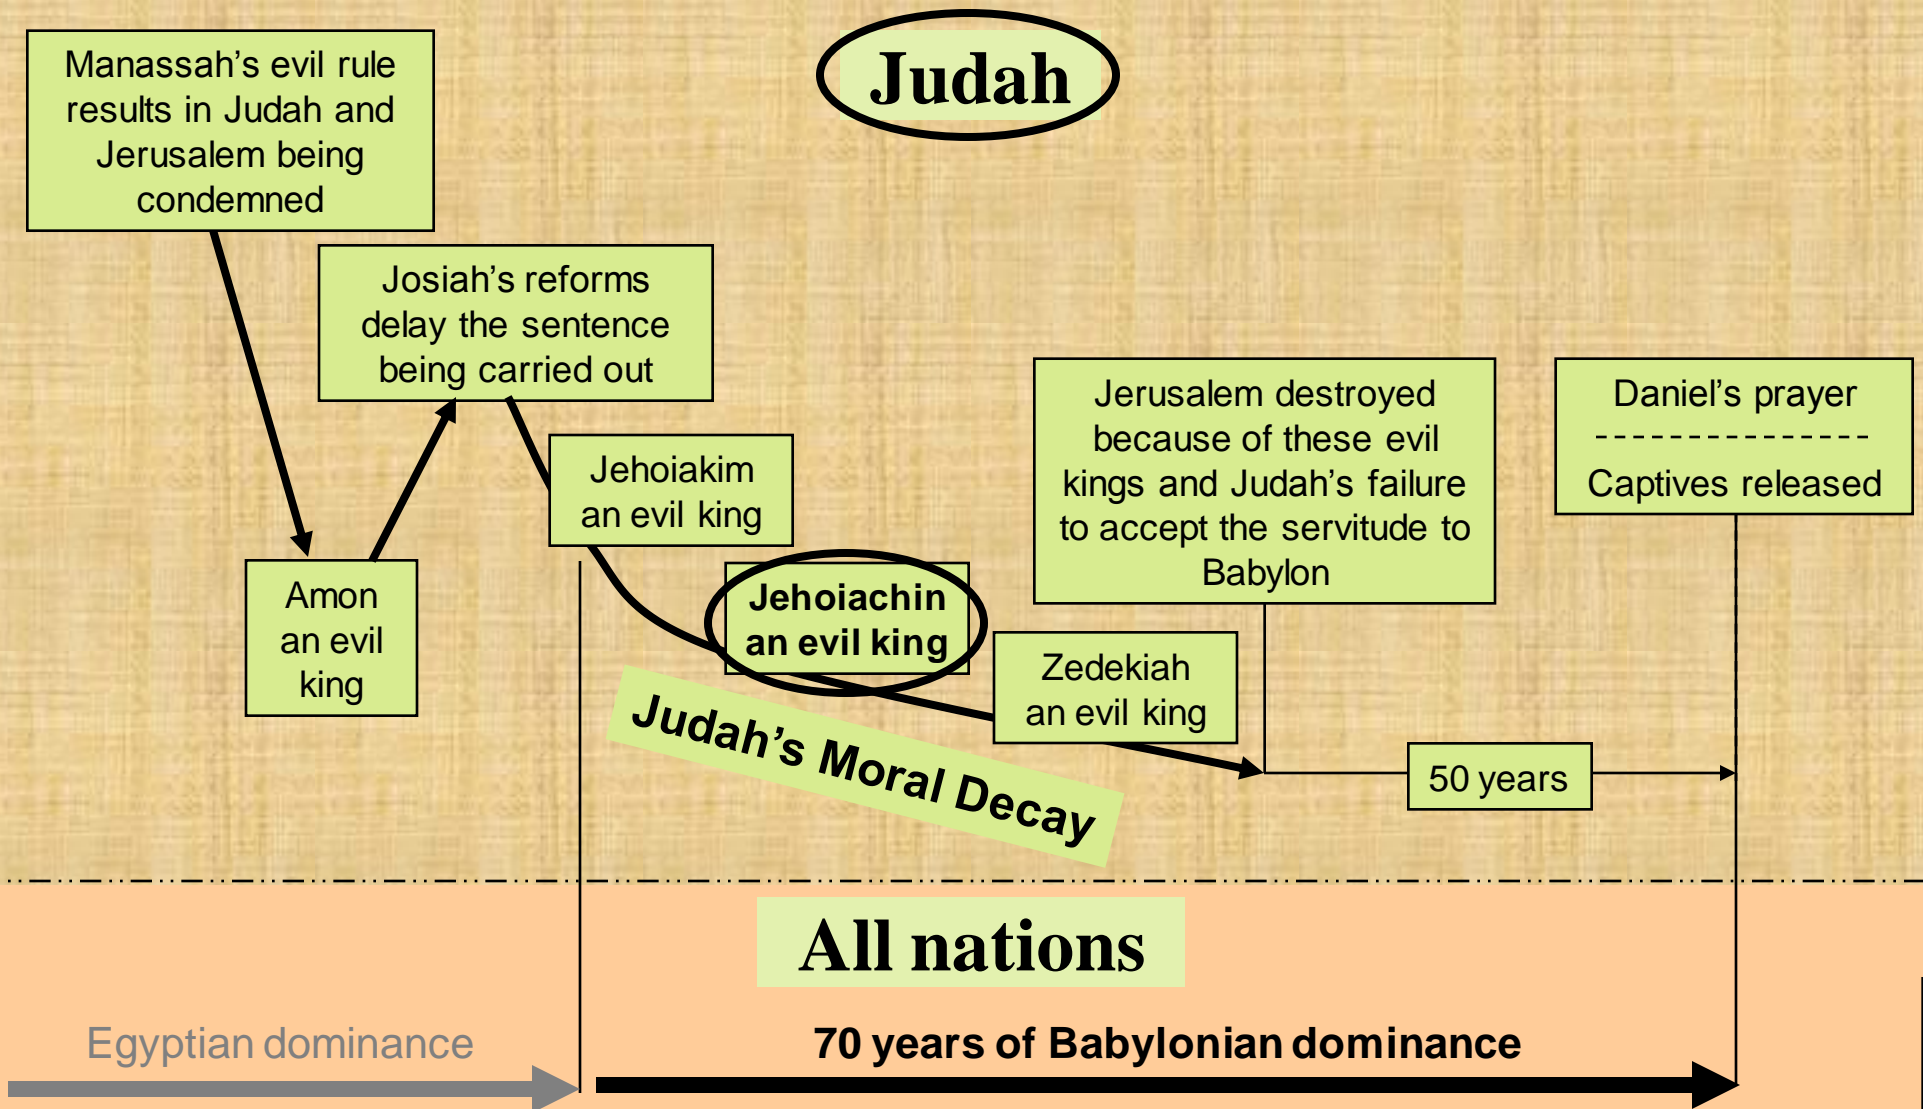 Judah
Manassah’s evil rule
results in Judah and
Jerusalem being
condemned
Josiah’s reforms
delay the sentence
being carried out
Amon
an evil
king
Jehoiakim
an evil king
Jehoiachin
an evil king
Zedekiah
an evil king
Jerusalem destroyed
because of these evil
kings and Judah’s failure
to accept the servitude to
Babylon
Daniel’s prayer
Captives released
Judah’s Moral Decay
50 years
All nations
Egyptian dominance
70 years of Babylonian dominance